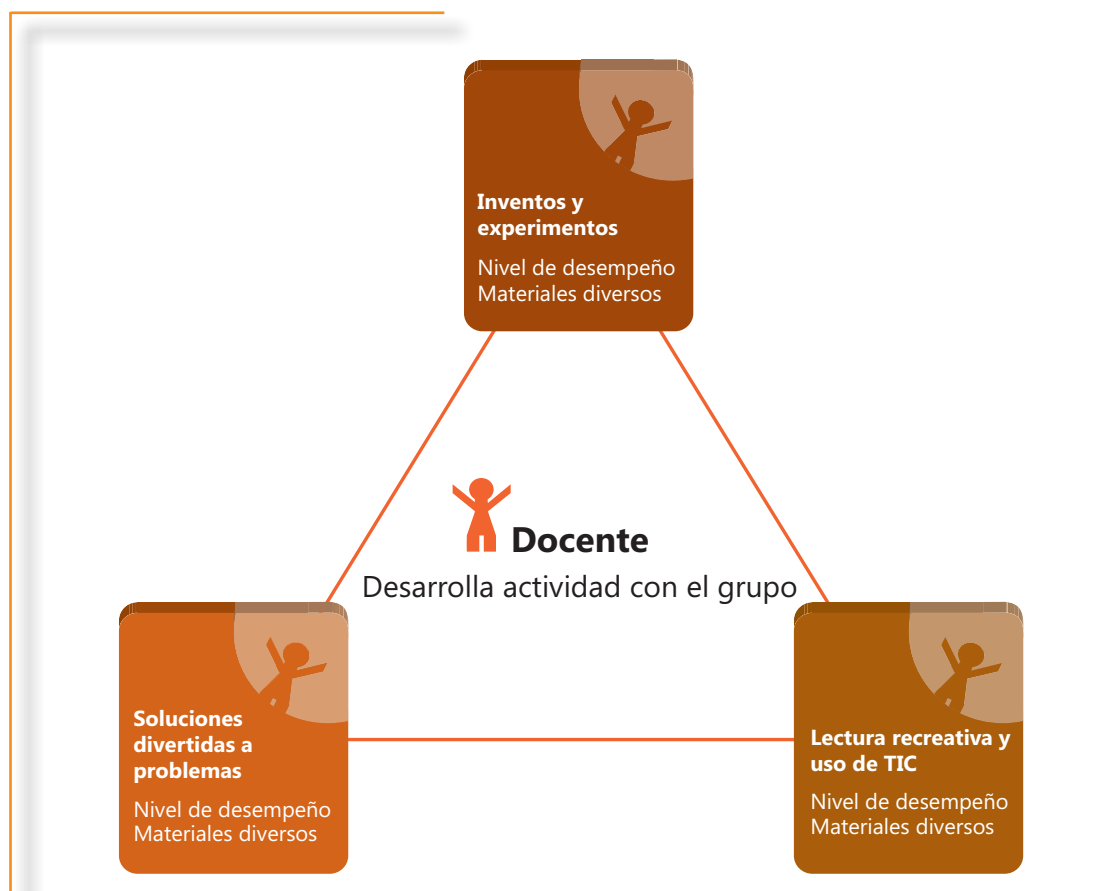 Inventos y
experimentos
Nivel de desempeño
Materiales diversos
Docente
Desarrolla actividad con el grupo
Soluciones
divertidas a
problemas
Nivel de desempeño
Materiales diversos
Lectura recreativa y
uso de TIC
Nivel de desempeño
Materiales diversos